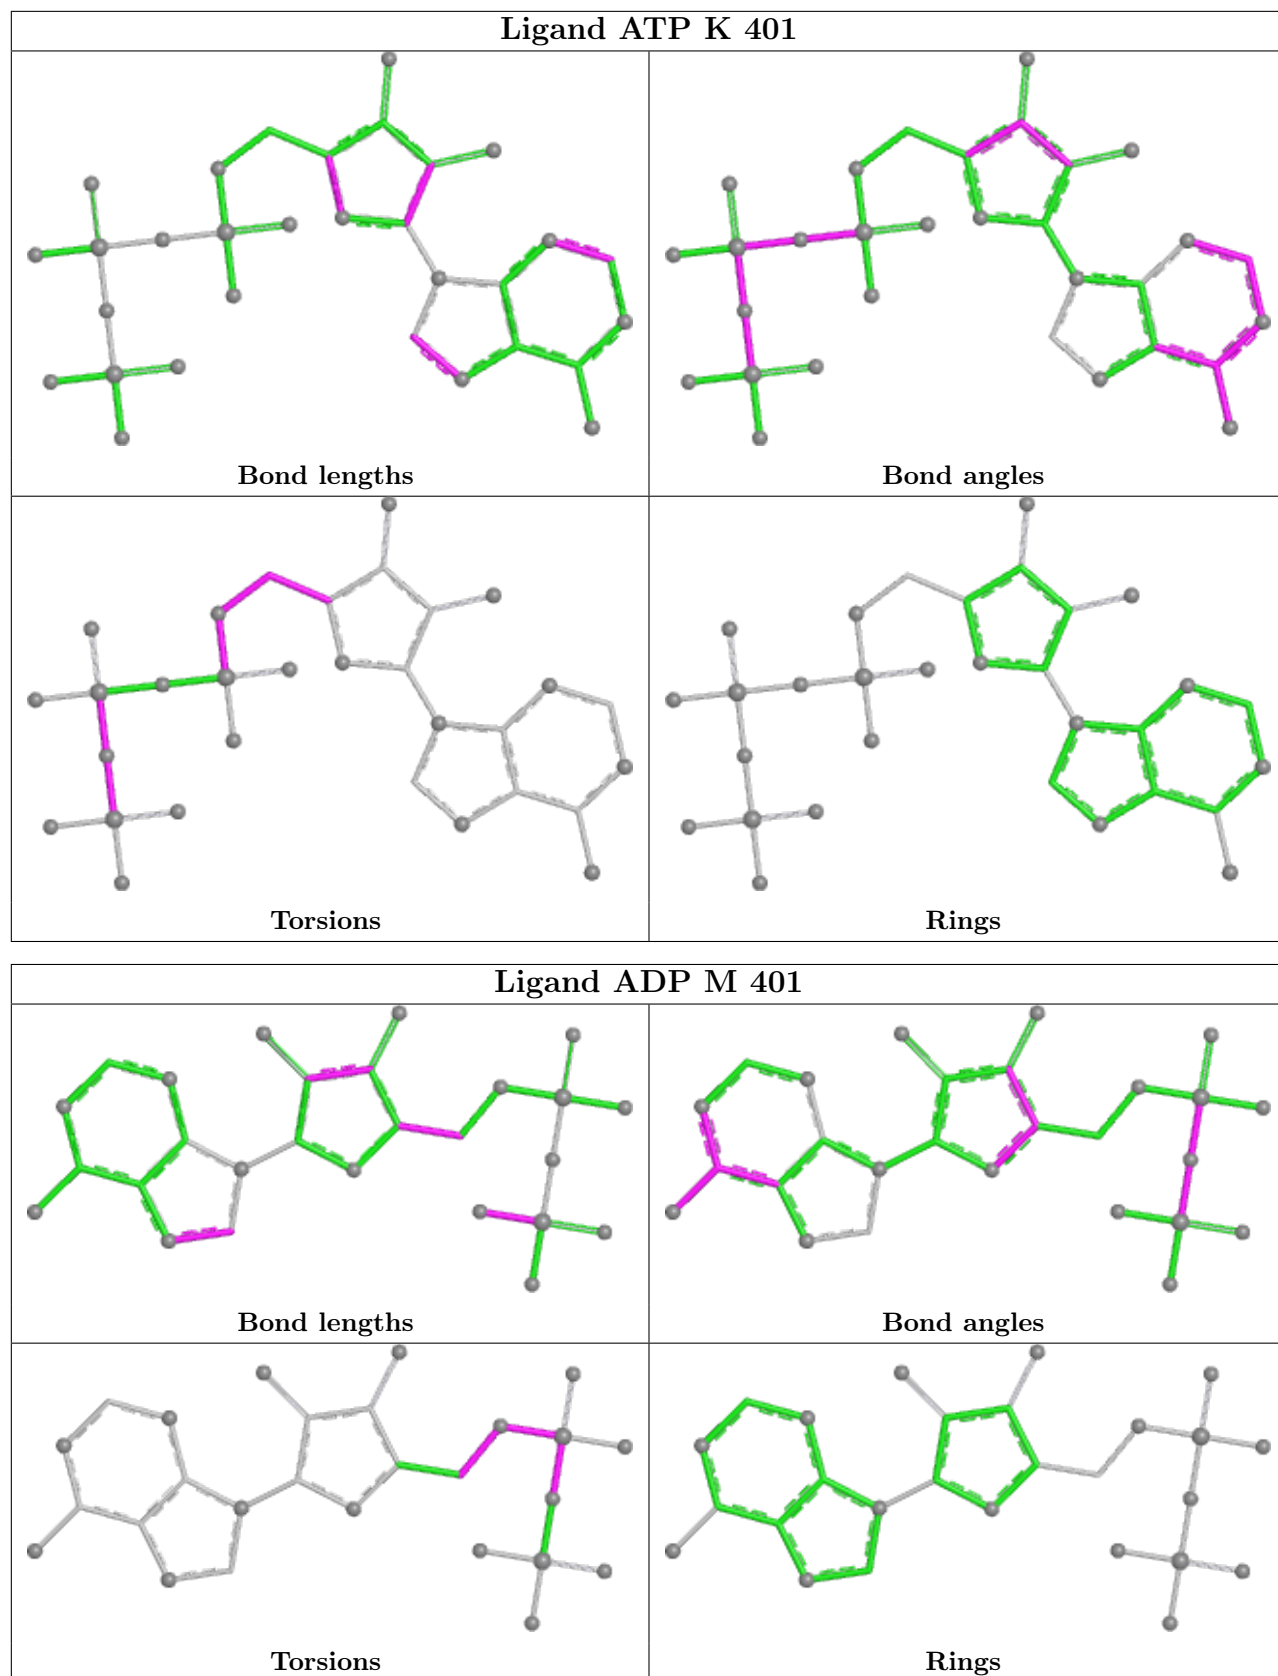 Ligand ATP K 401
Bond lengths
Bond angles
Torsions
Rings
Ligand ADP M 401
Bond lengths
Bond angles
Torsions
Rings